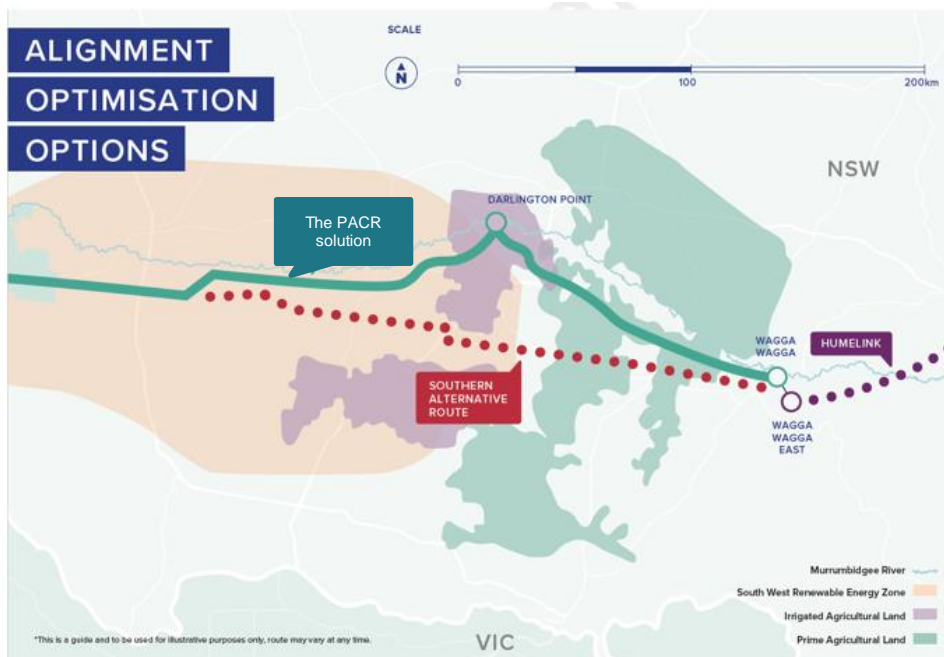 ALIGNMENT
OPTIMISATION
OPTIONS
SCALE
N
0
100
200km
NSW
DARLINGTON POINT
The PACR
solution
WAGGA
WAGGA
HUMELINK
SOUTHERN
ALTERNATIVE
ROUTE
WAGGA
WAGGA
EAST
Murrumbidgee River
South West Renewable Energy Zone
Irrigated Agricultural Land
Prime Agricultural Land
*This is a guide and to be used for illustrative purposes only, route may vary at any time.
VIC